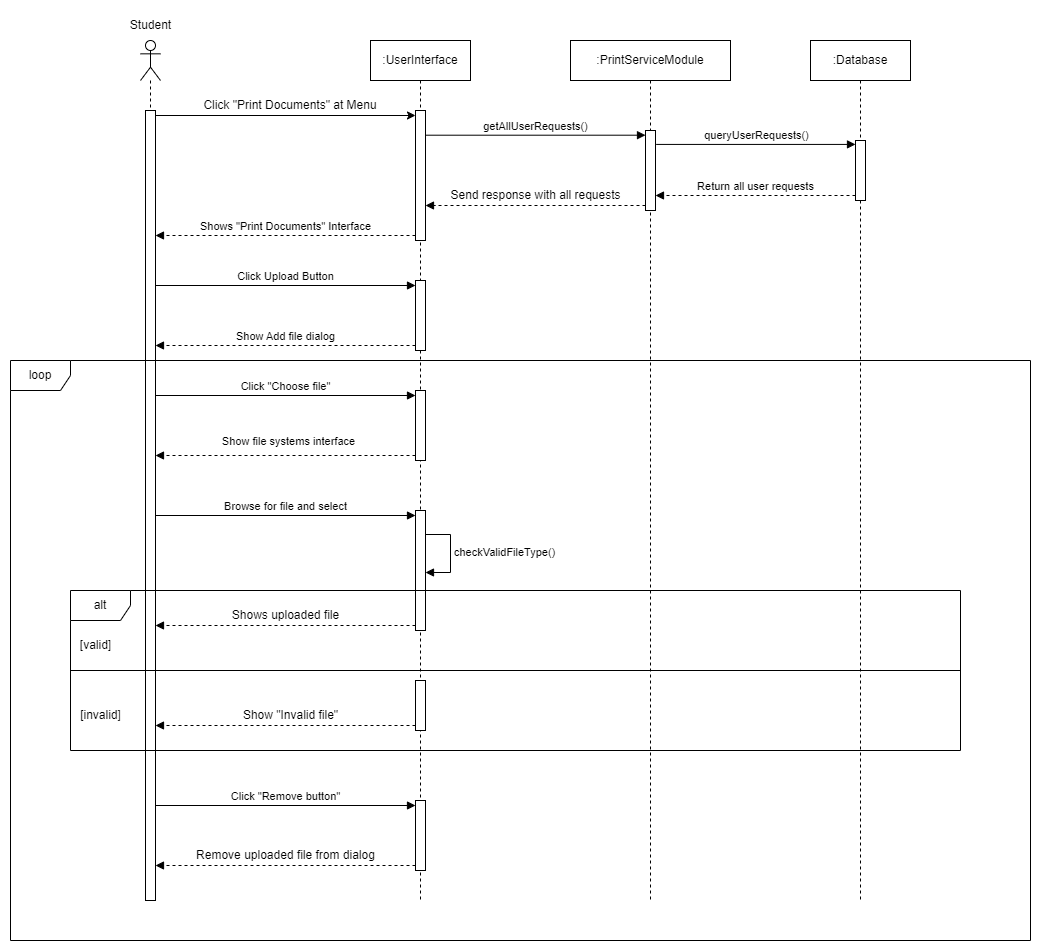 Student
:UserInterface
:PrintServiceModule
:Database
Click "Print Documents" at Menu
getAllUserRequests()
queryUserRequests()
Return all user requests
Send response with all requests
Shows "Print Documents" Interface
Click Upload Button
Show Add file dialog
loop
Click "Choose file"
Show file systems interface
Browse for file and select
checkValidFileType()
alt
Shows uploaded file
[valid]
[invalid]
Show "Invalid file"
Click "Remove button"
Remove uploaded file from dialog